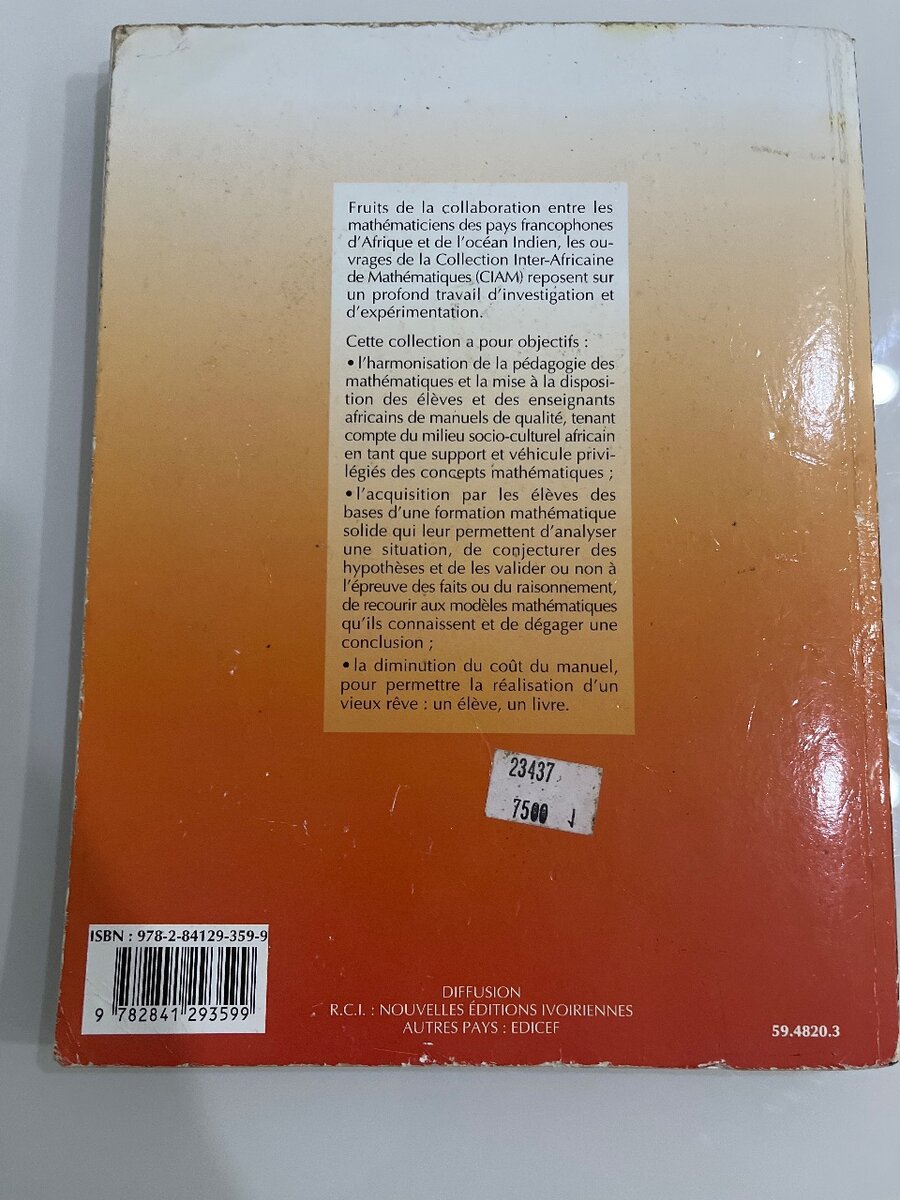 Fruits de la collaboration entre les
mathématiciens des pays francophones
d'Afrique et de l'océan Indien, les ou-
vrages de la Collection Inter-Africaine
de Mathématiques (CIAM) reposent sur
un profond travail d'investigation et
d'expérimentation.
Cette collection a pour objectifs :
• l'harmonisation de la pédagogie des
mathématiques et la mise à la disposi-
tion des élèves et des enseignants
africains de manuels de qualité, tenant
compte du milieu socio-culturel africain
en tant que support et véhicule privi-
légiés des concepts mathématiques ;
• l'acquisition par les élèves des
bases d'une formation mathématique
solide qui leur permettent d'analyser
une situation, de conjecturer des
hypothèses et de les valider ou non à
l'épreuve des faits ou du raisonnement,
de recourir aux modèles mathématiques
qu'ils connaissent et de dégager une
conclusion ;
• la diminution du coût du manuel,
pour permettre la réalisation d'un
vieux rêve : un élève, un livre.
23437
7500
ISBN : 978-2-84129-359-9
9 782841 293599
DIFFUSION
R.C.I. : NOUVELLES ÉDITIONS IVOIRIENNES
AUTRES PAYS : EDICEF
59.4820.3